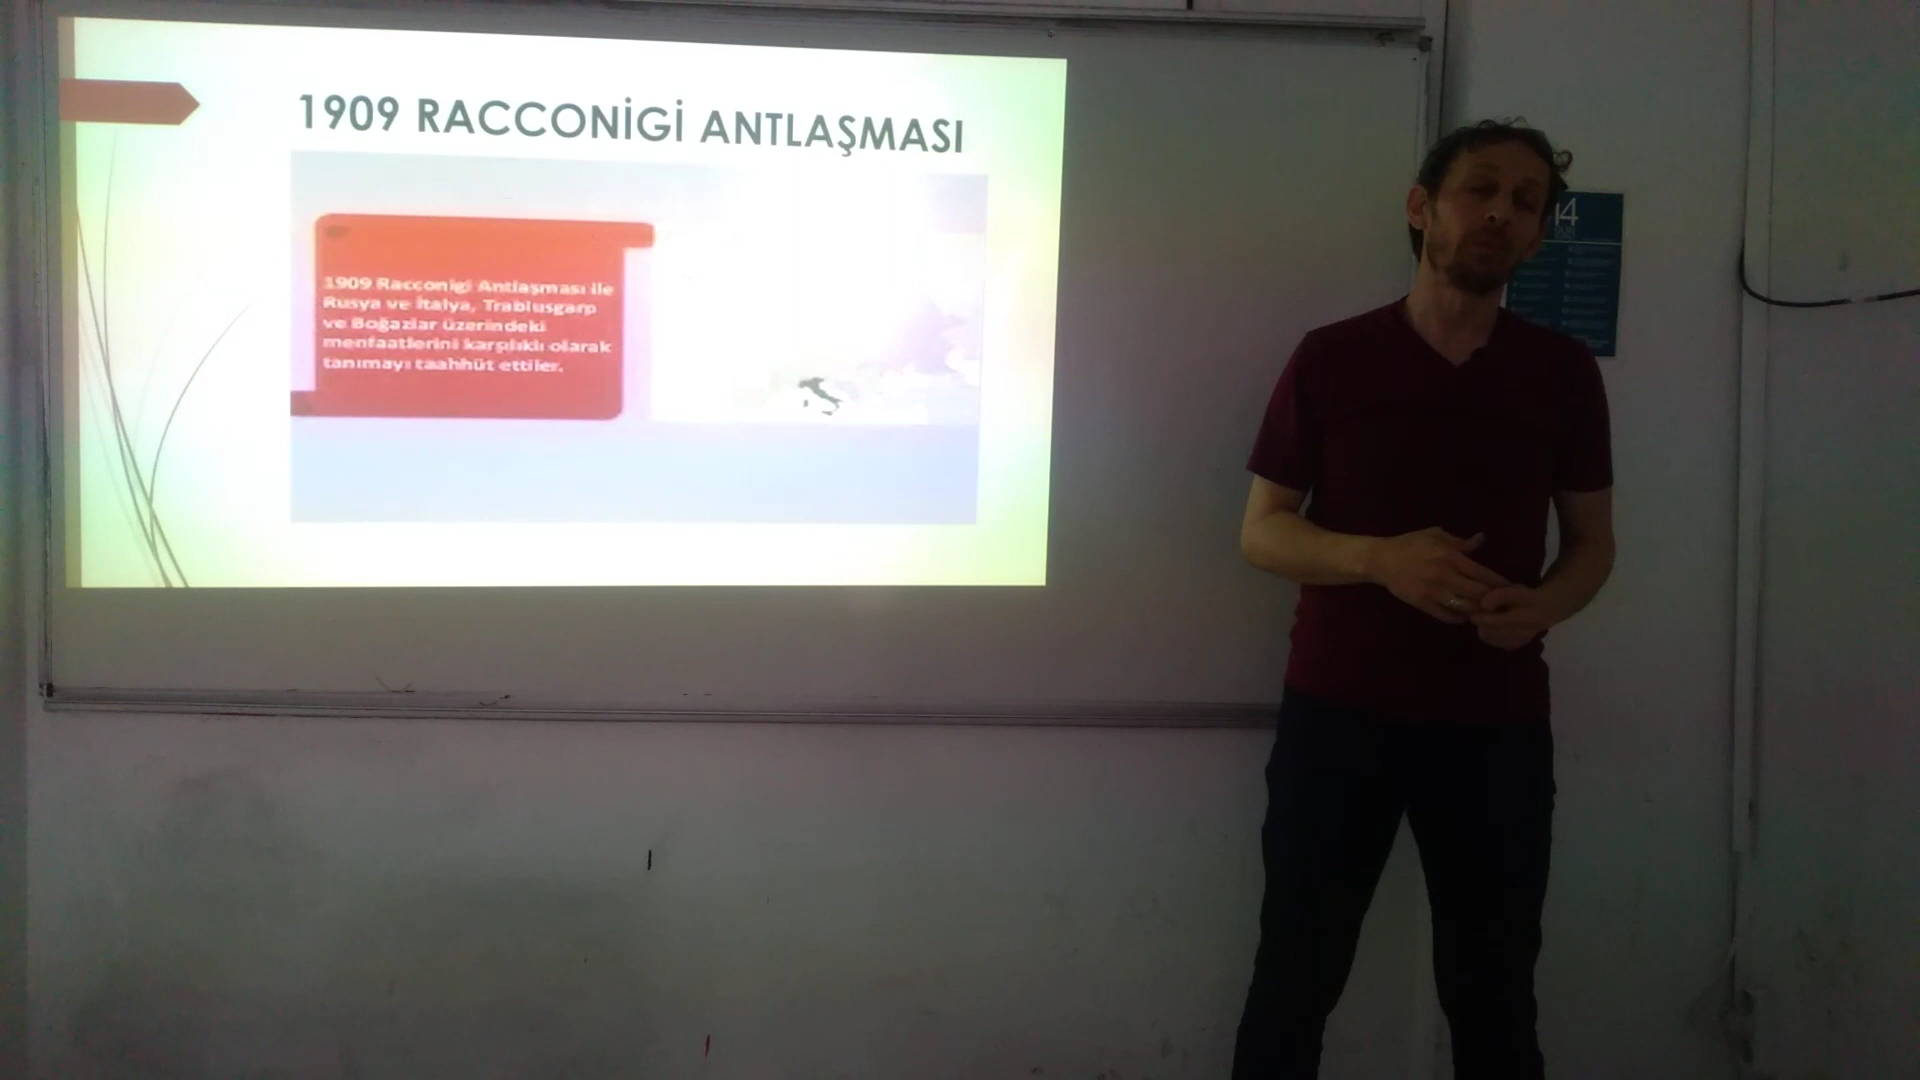 1909 RACCONİGİ ANTLAŞMASI
1909 Racconigi Antlaşması ile
Rusya ve İtalya, Trablusgarp
ve Boğazlar üzerindeki
menfaatlerini karşılıklı olarak
tanımayı taahhüt ettiler.
14